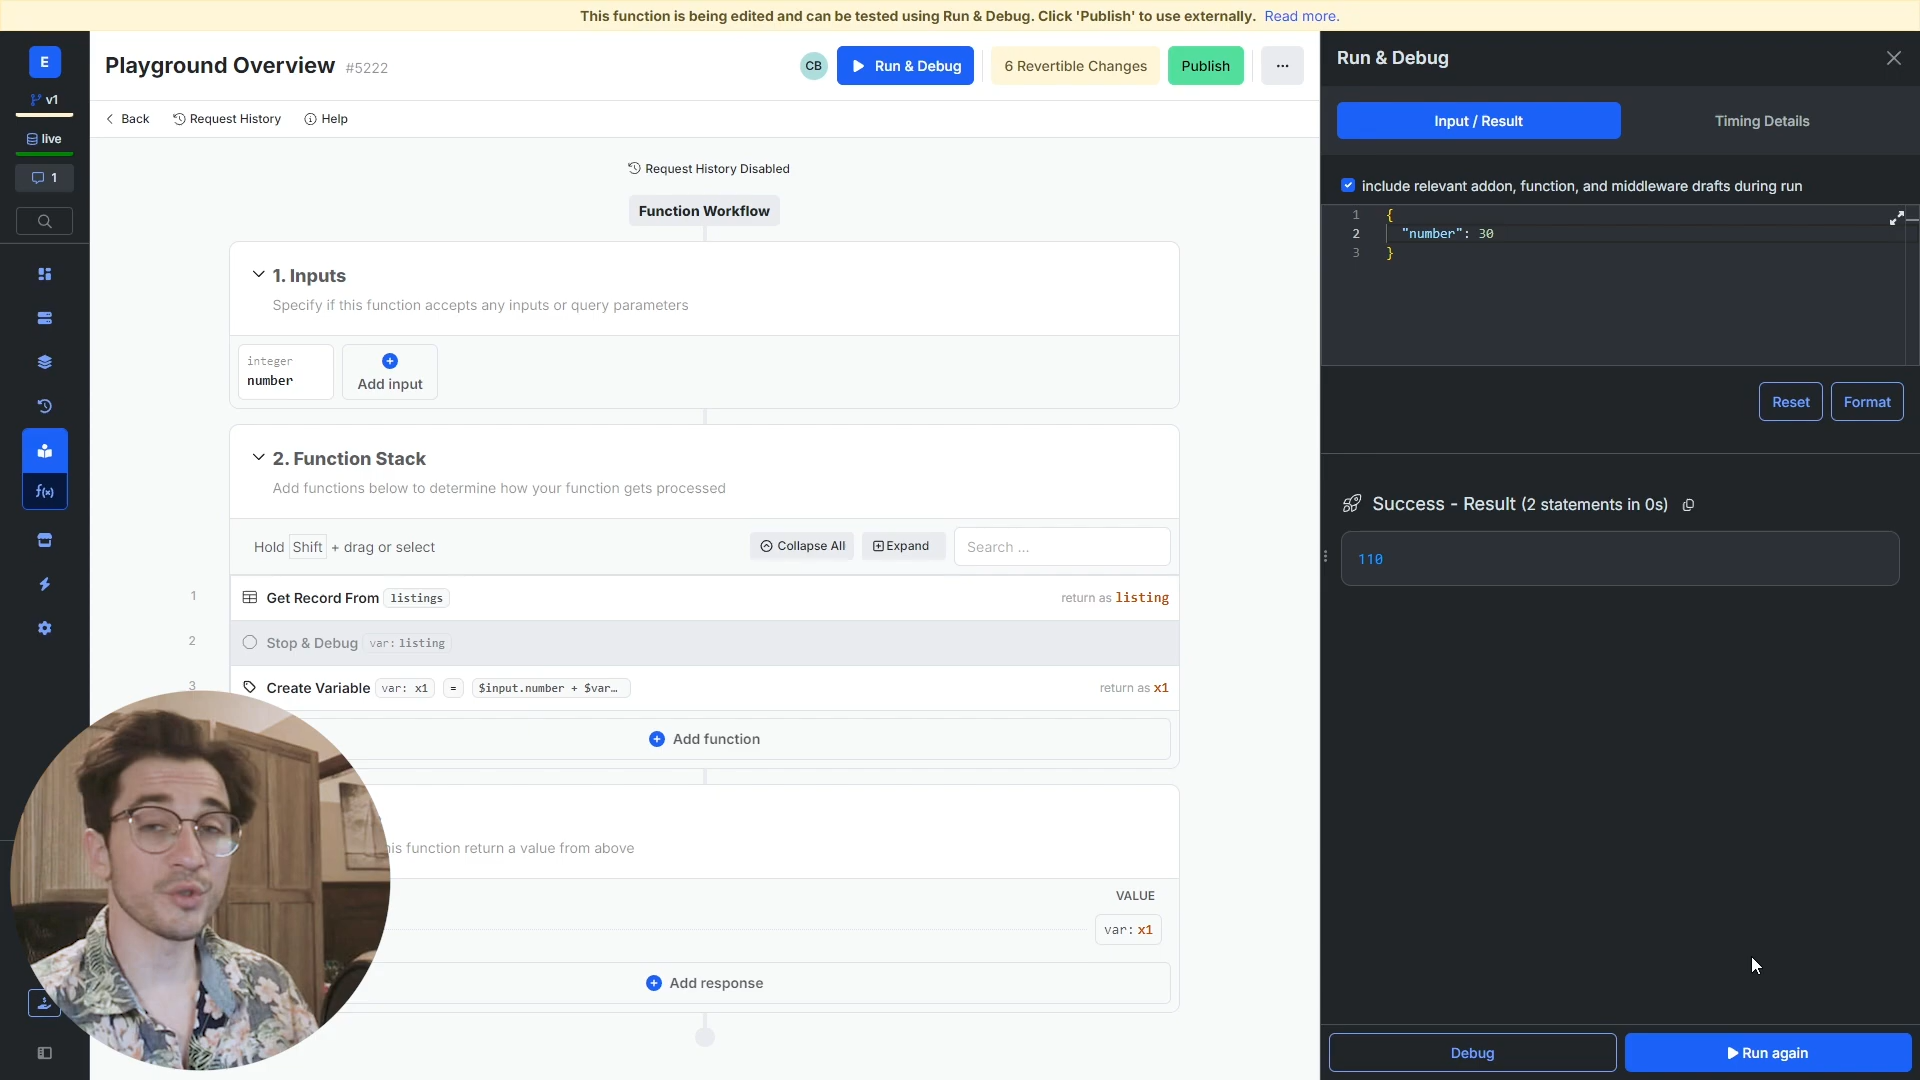 This function is being edited and can be tested using Run & Debug. Click 'Publish' to use externally. Read more.
E
v1
live
1
Playground Overview #5222
CB
Run & Debug
6 Revertible Changes
Publish
Back
Request History
Help
Request History Disabled
Function Workflow
1. Inputs
Specify if this function accepts any inputs or query parameters
integer
number
Add input
2. Function Stack
Add functions below to determine how your function gets processed
Hold Shift + drag or select
Collapse All
Expand
Search ...
1 Get Record From listings return as listing
2 Stop & Debug var: listing
3 Create Variable var: x1 = $input.number + $var… return as x1
Add function
his function return a value from above
VALUE
var: x1
Add response
f(x)
Run & Debug
Input / Result
Timing Details
include relevant addon, function, and middleware drafts during run
1 {
2 "number": 30
3 }
Reset
Format
Success - Result (2 statements in 0s)
110
Debug
Run again